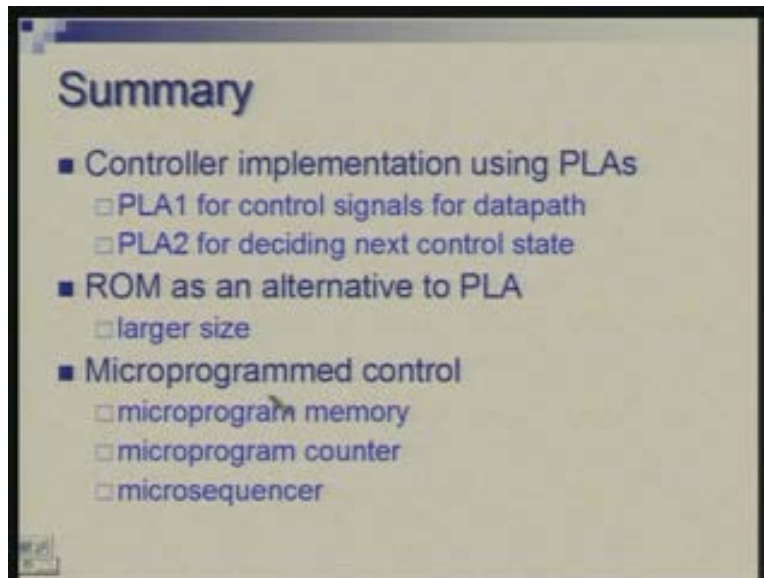 Summary
Controller implementation using PLAs
PLA1 for control signals for datapath
PLA2 for deciding next control state
ROM as an alternative to PLA
larger size
Microprogrammed control
microprogram memory
microprogram counter
microsequencer